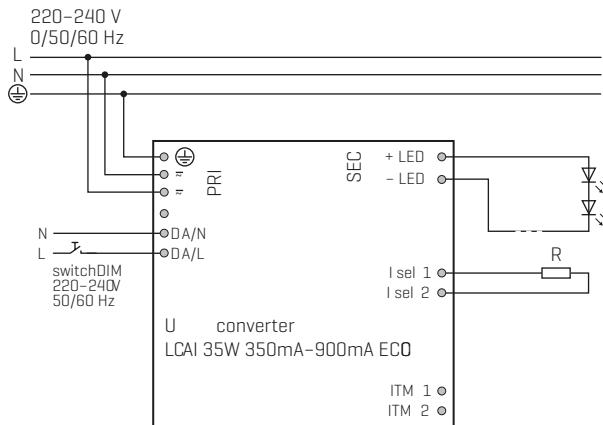 220–240 V
0/50/60 Hz
L
N
PRI
SEC
+ LED
– LED
N
DA/N
L
DA/L
switchDIM
220–240V
50/60 Hz
R
I sel 1
I sel 2
U converter
LCAI 35W 350mA–900mA ECO
ITM 1
ITM 2